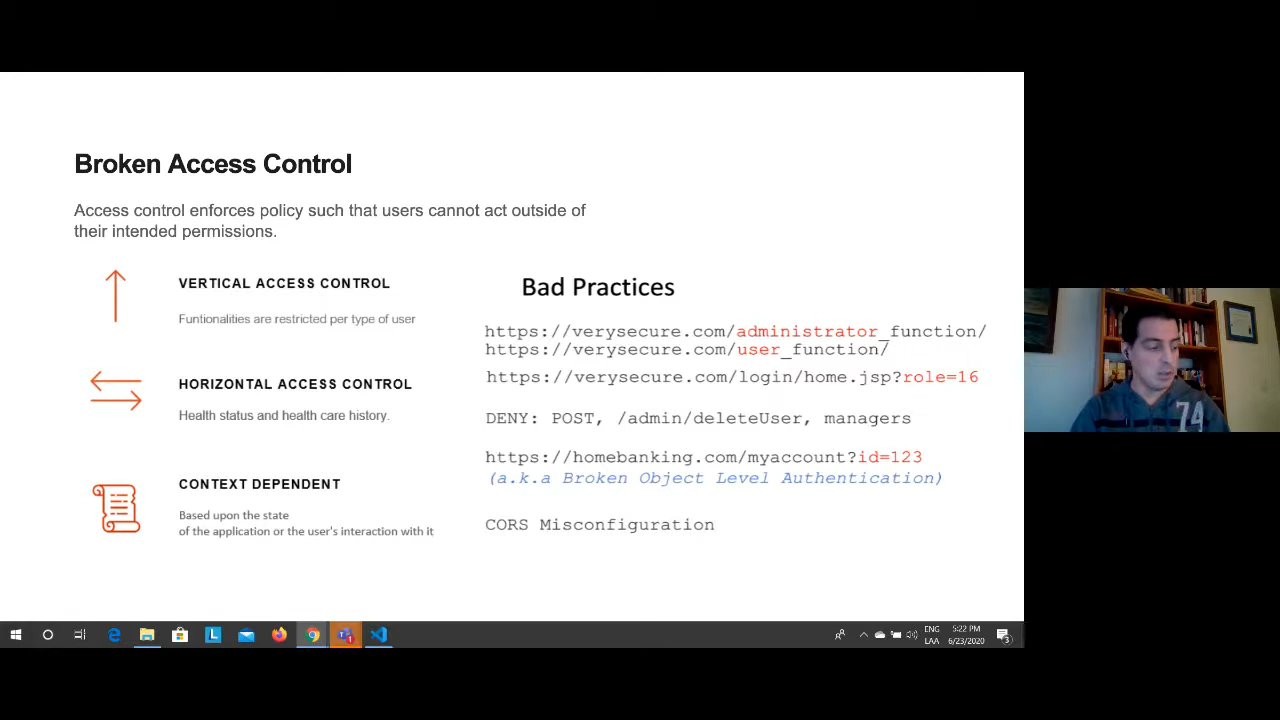 Broken Access Control
Access control enforces policy such that users cannot act outside of
their intended permissions.
VERTICAL ACCESS CONTROL
Funtionalities are restricted per type of user
HORIZONTAL ACCESS CONTROL
Health status and health care history.
CONTEXT DEPENDENT
Based upon the state
of the application or the user's interaction with it
Bad Practices
https://verysecure.com/administrator_function/
https://verysecure.com/user_function/
https://verysecure.com/login/home.jsp?role=16
DENY: POST, /admin/deleteUser, managers
https://homebanking.com/myaccount?id=123
(a.k.a Broken Object Level Authentication)
CORS Misconfiguration
74
ENG
LAA
5:22 PM
6/23/2020
3